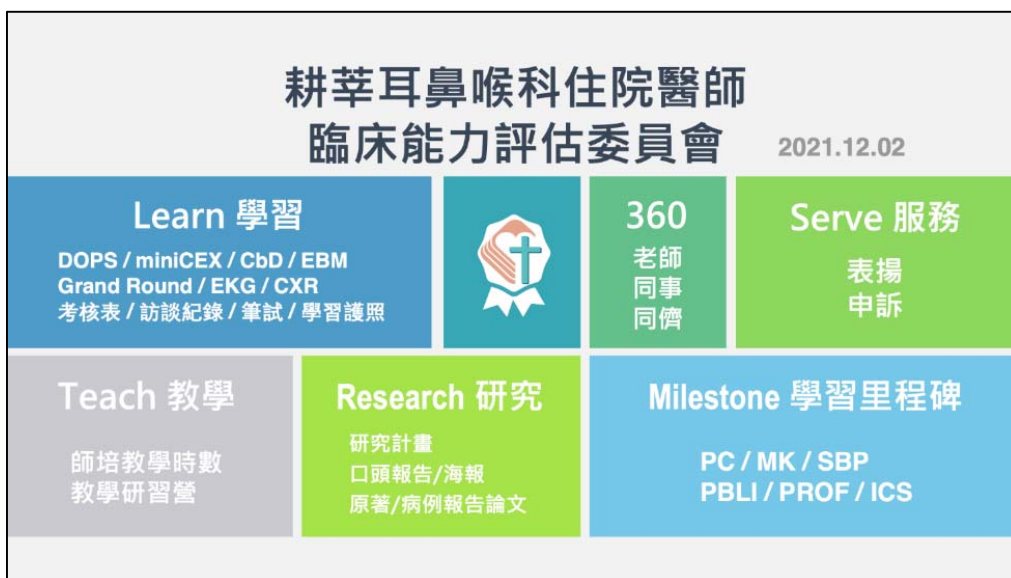 耕莘耳鼻喉科住院醫師
臨床能力評估委員會
2021.12.02
Learn 學習
DOPS / miniCEX / CbD / EBM
Grand Round / EKG / CXR
考核表 / 訪談紀錄 / 筆試 / 學習護照
360
老師
同事
同儕
Serve 服務
表揚
申訴
Teach 教學
師培教學時數
教學研習營
Research 研究
研究計畫
口頭報告/海報
原著/病例報告論文
Milestone 學習里程碑
PC / MK / SBP
PBLI / PROF / ICS